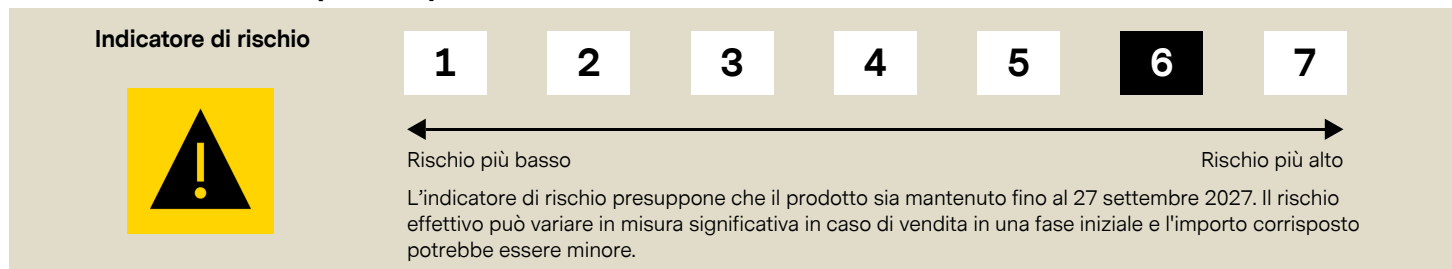 Indicatore di rischio
1 2 3 4 5 6 7
Rischio più basso Rischio più alto
L'indicatore di rischio presuppone che il prodotto sia mantenuto fino al 27 settembre 2027. Il rischio
effettivo può variare in misura significativa in caso di vendita in una fase iniziale e l'importo corrisposto
potrebbe essere minore.